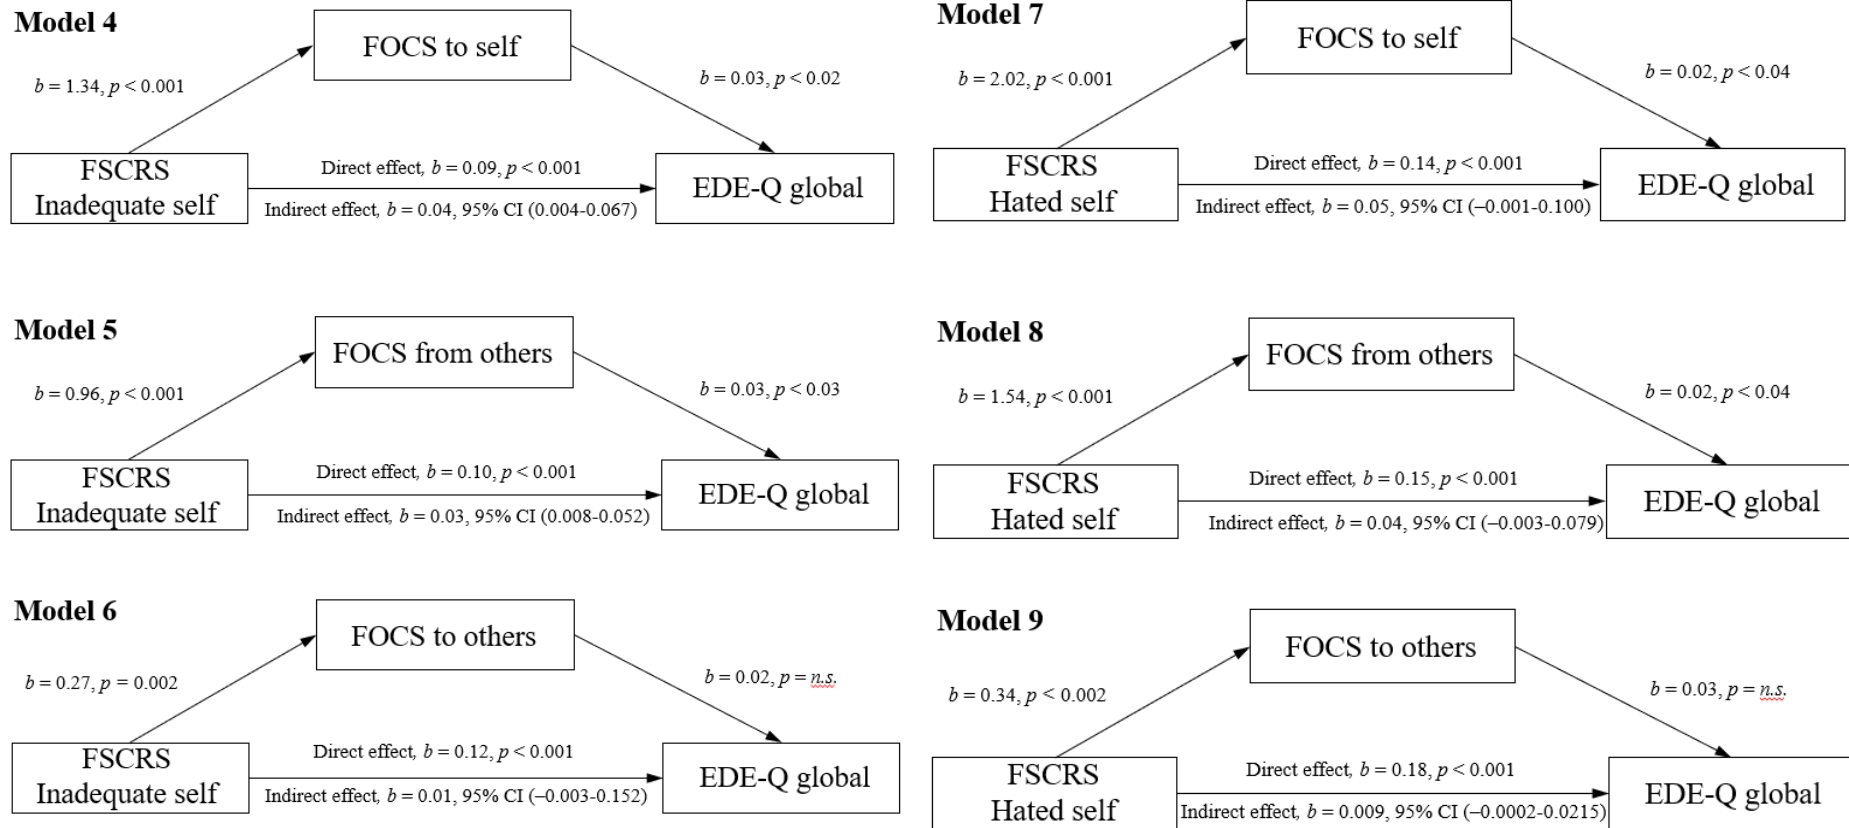 Model 4
FOCS to self
b = 1.34, p < 0.001
b = 0.03, p < 0.02
FSCRS
Inadequate self
Direct effect, b = 0.09, p < 0.001
Indirect effect, b = 0.04, 95% CI (0.004-0.067)
EDE-Q global
Model 7
FOCS to self
b = 2.02, p < 0.001
b = 0.02, p < 0.04
FSCRS
Hated self
Direct effect, b = 0.14, p < 0.001
Indirect effect, b = 0.05, 95% CI (–0.001-0.100)
EDE-Q global
Model 5
FOCS from others
b = 0.96, p < 0.001
b = 0.03, p < 0.03
FSCRS
Inadequate self
Direct effect, b = 0.10, p < 0.001
Indirect effect, b = 0.03, 95% CI (0.008-0.052)
EDE-Q global
Model 8
FOCS from others
b = 1.54, p < 0.001
b = 0.02, p < 0.04
FSCRS
Hated self
Direct effect, b = 0.15, p < 0.001
Indirect effect, b = 0.04, 95% CI (–0.003-0.079)
EDE-Q global
Model 6
FOCS to others
b = 0.27, p = 0.002
b = 0.02, p = n.s.
FSCRS
Inadequate self
Direct effect, b = 0.12, p < 0.001
Indirect effect, b = 0.01, 95% CI (–0.003-0.152)
EDE-Q global
Model 9
FOCS to others
b = 0.34, p < 0.002
b = 0.03, p = n.s.
FSCRS
Hated self
Direct effect, b = 0.18, p < 0.001
Indirect effect, b = 0.009, 95% CI (–0.0002-0.0215)
EDE-Q global